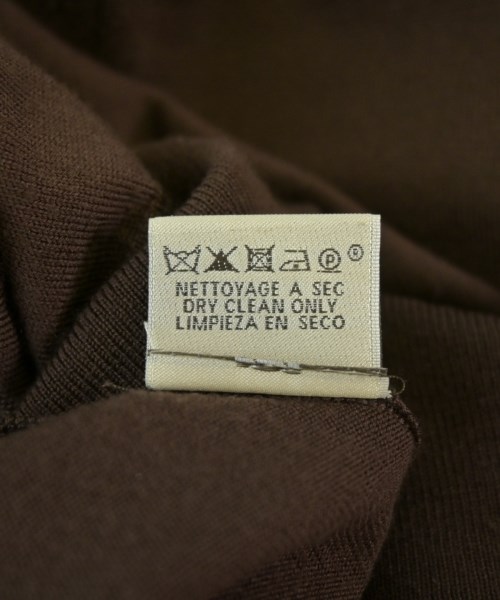 P ®
NETTOYAGE A SEC
DRY CLEAN ONLY
LIMPIEZA EN SECO